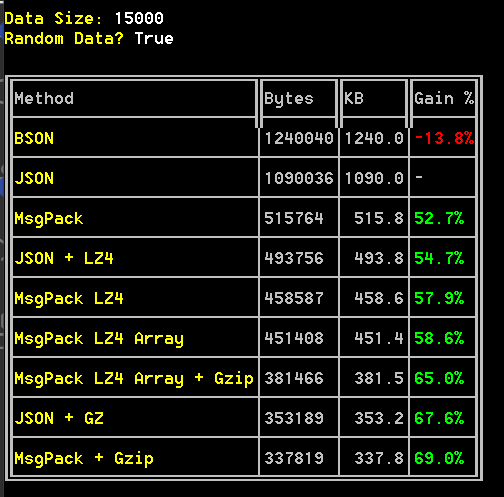 Data Size: 15000
Random Data? True
Method Bytes KB Gain %
BSON 1240040 1240.0 -13.8%
JSON 1090036 1090.0 -
MsgPack 515764 515.8 52.7%
JSON + LZ4 493756 493.8 54.7%
MsgPack LZ4 458587 458.6 57.9%
MsgPack LZ4 Array 451408 451.4 58.6%
MsgPack LZ4 Array + Gzip 381466 381.5 65.0%
JSON + GZ 353189 353.2 67.6%
MsgPack + Gzip 337819 337.8 69.0%